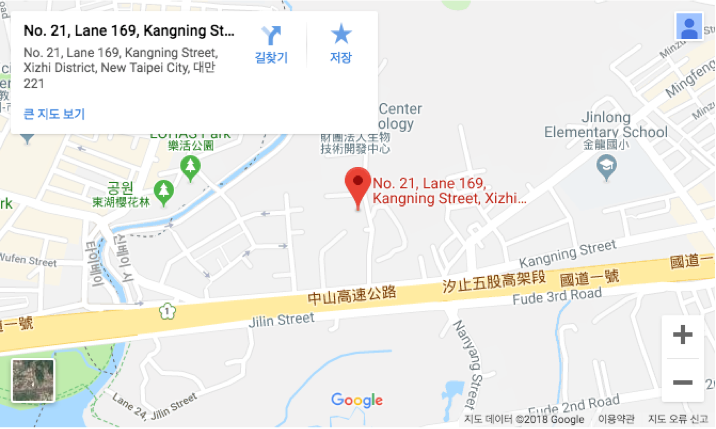 No. 21, Lane 169, Kangning St...
No. 21, Lane 169, Kangning Street,
Xizhi District, New Taipei City, 대만
221
길찾기
저장
큰 지도 보기
Center
ology
財團法人生物
技術開發中心
LOHAS Park
樂活公園
공원
東湖櫻花林
rk
Wufen Street
타이베이
신베이 시
No. 21, Lane 169,
Kangning Street, Xizhi...
Minzu
Mingfeng
Jinlong
Elementary School
金龍國小
Kangning Street
中山高速公路
汐止五股高架段
國道一號
國道一
道一號
1
Jilin Street
Fude 3rd Road
Nanyang Street
Lane 24, Jilin Street
Fude 2nd Road
Google
지도 데이터 ©2018 Google
이용약관
지도 오류 신고